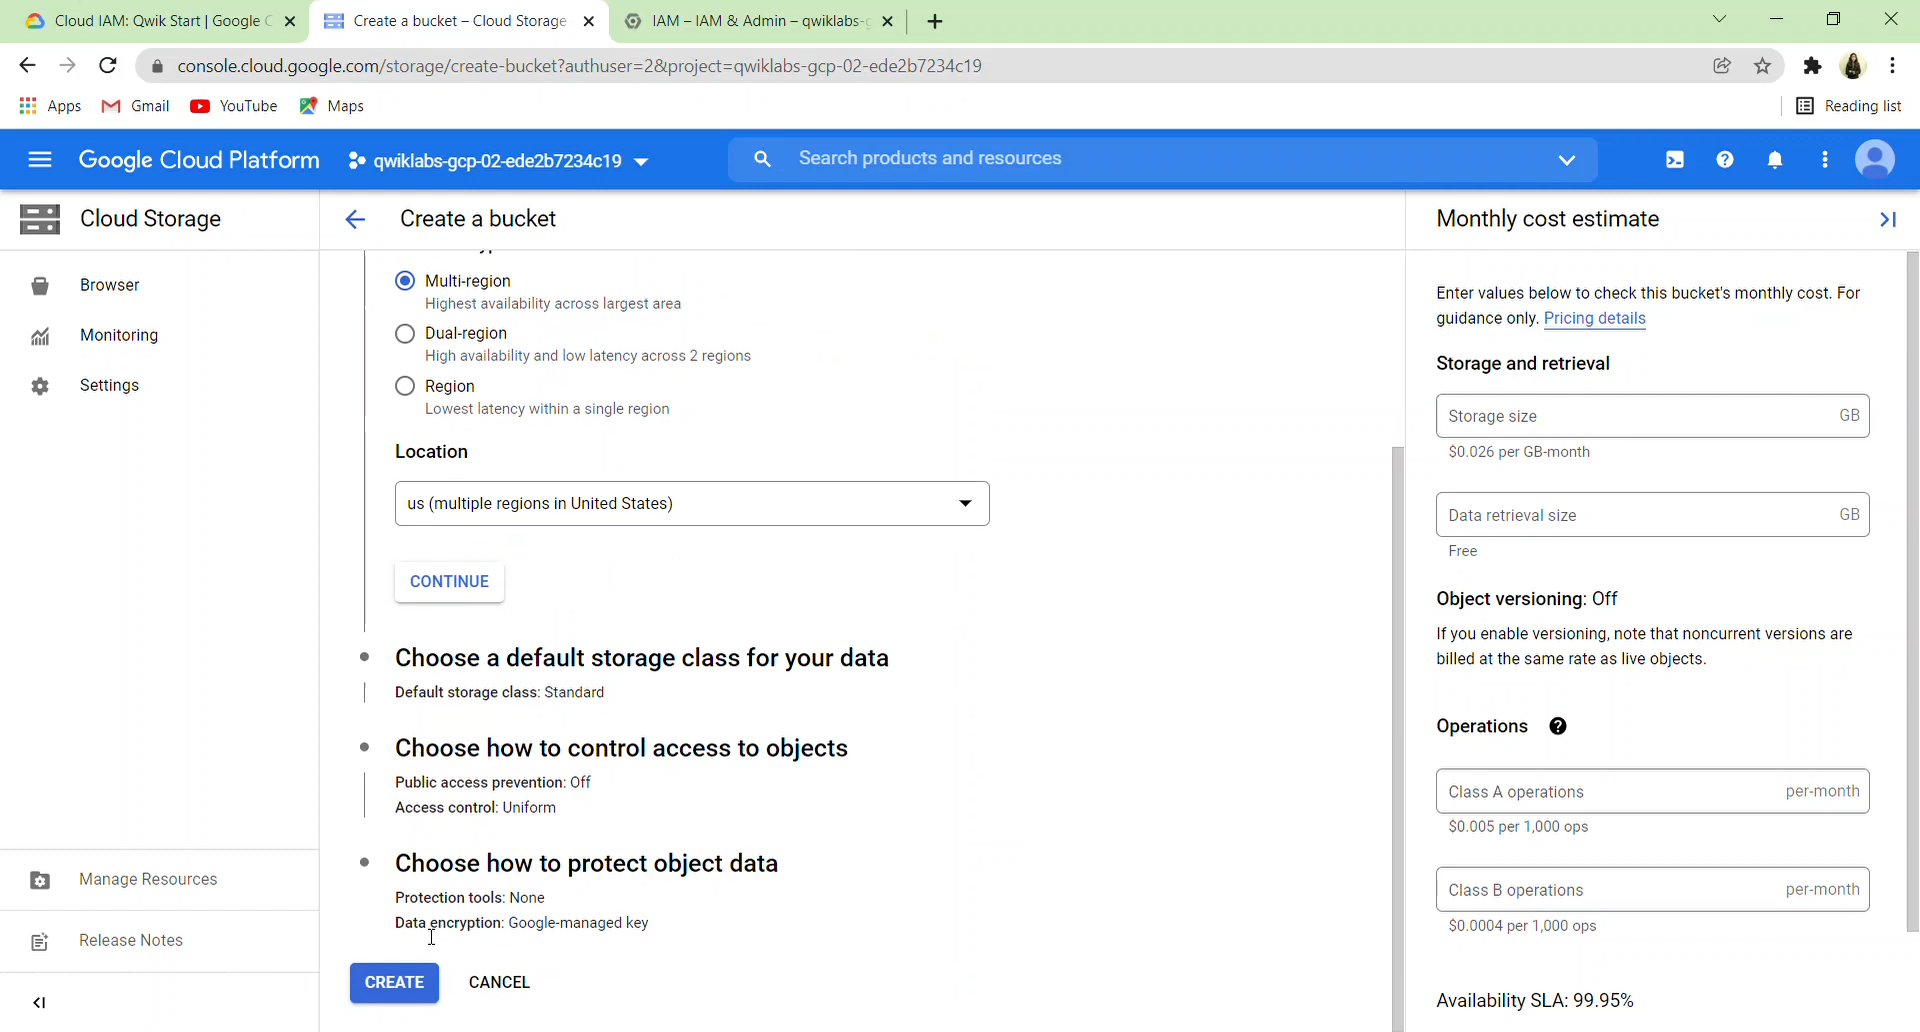 Cloud IAM: Qwik Start | Google C
Create a bucket – Cloud Storage
IAM – IAM & Admin – qwiklabs-
console.cloud.google.com/storage/create-bucket?authuser=2&project=qwiklabs-gcp-02-ede2b7234c19
Apps
Gmail
YouTube
Maps
Reading list
Google Cloud Platform
qwiklabs-gcp-02-ede2b7234c19
Search products and resources
Cloud Storage
Browser
Monitoring
Settings
Manage Resources
Release Notes
Create a bucket
Multi-region
Highest availability across largest area
Dual-region
High availability and low latency across 2 regions
Region
Lowest latency within a single region
Location
us (multiple regions in United States)
CONTINUE
Choose a default storage class for your data
Default storage class: Standard
Choose how to control access to objects
Public access prevention: Off
Access control: Uniform
Choose how to protect object data
Protection tools: None
Data encryption: Google-managed key
CREATE
CANCEL
Monthly cost estimate
Enter values below to check this bucket's monthly cost. For
guidance only. Pricing details
Storage and retrieval
Storage size GB
$0.026 per GB-month
Data retrieval size GB
Free
Object versioning: Off
If you enable versioning, note that noncurrent versions are
billed at the same rate as live objects.
Operations
Class A operations per-month
$0.005 per 1,000 ops
Class B operations per-month
$0.0004 per 1,000 ops
Availability SLA: 99.95%